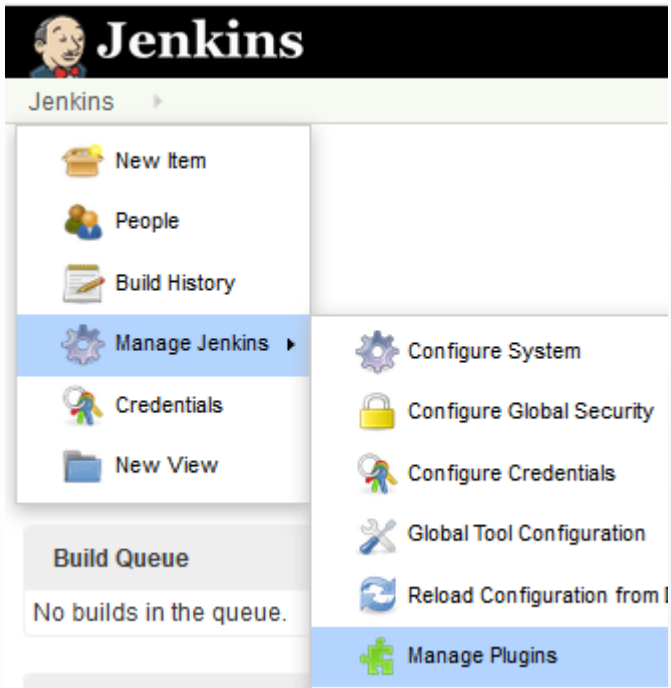 Jenkins
Jenkins
New Item
People
Build History
Manage Jenkins
Credentials
New View
Configure System
Configure Global Security
Configure Credentials
Global Tool Configuration
Reload Configuration from
Manage Plugins
Build Queue
No builds in the queue.